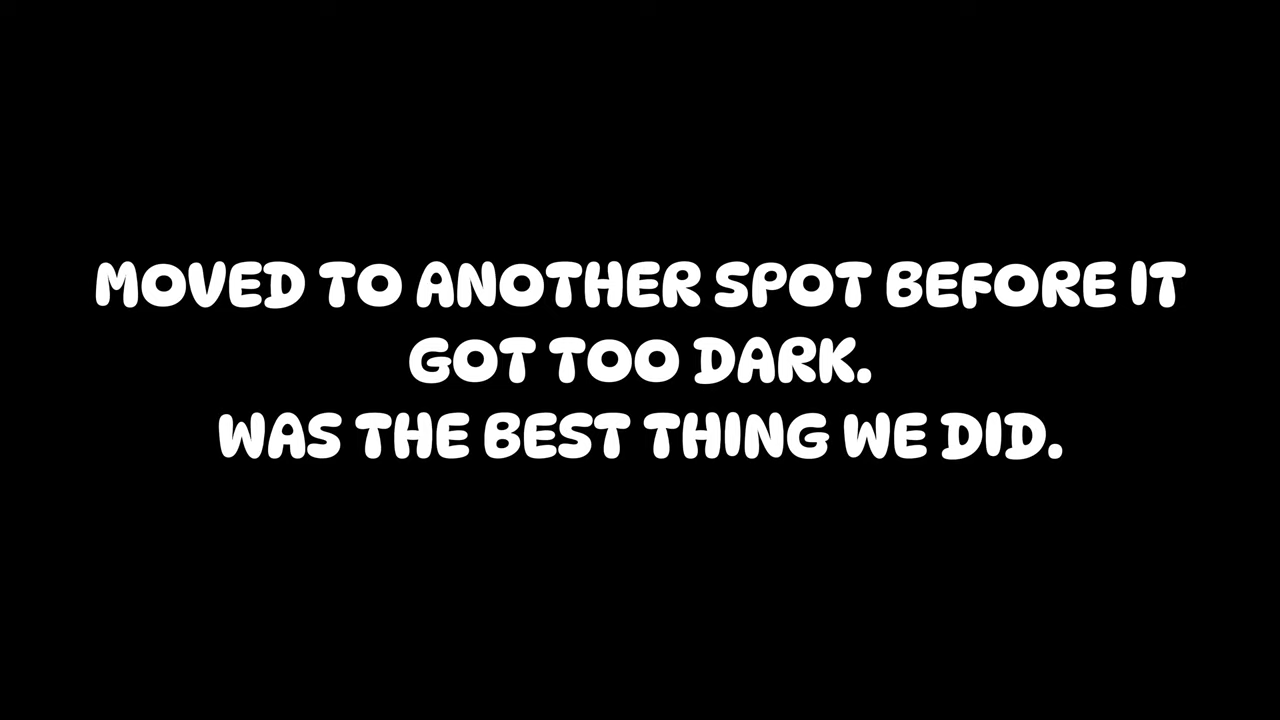 MOVED TO ANOTHER SPOT BEFORE IT
GOT TOO DARK.
WAS THE BEST THING WE DID.